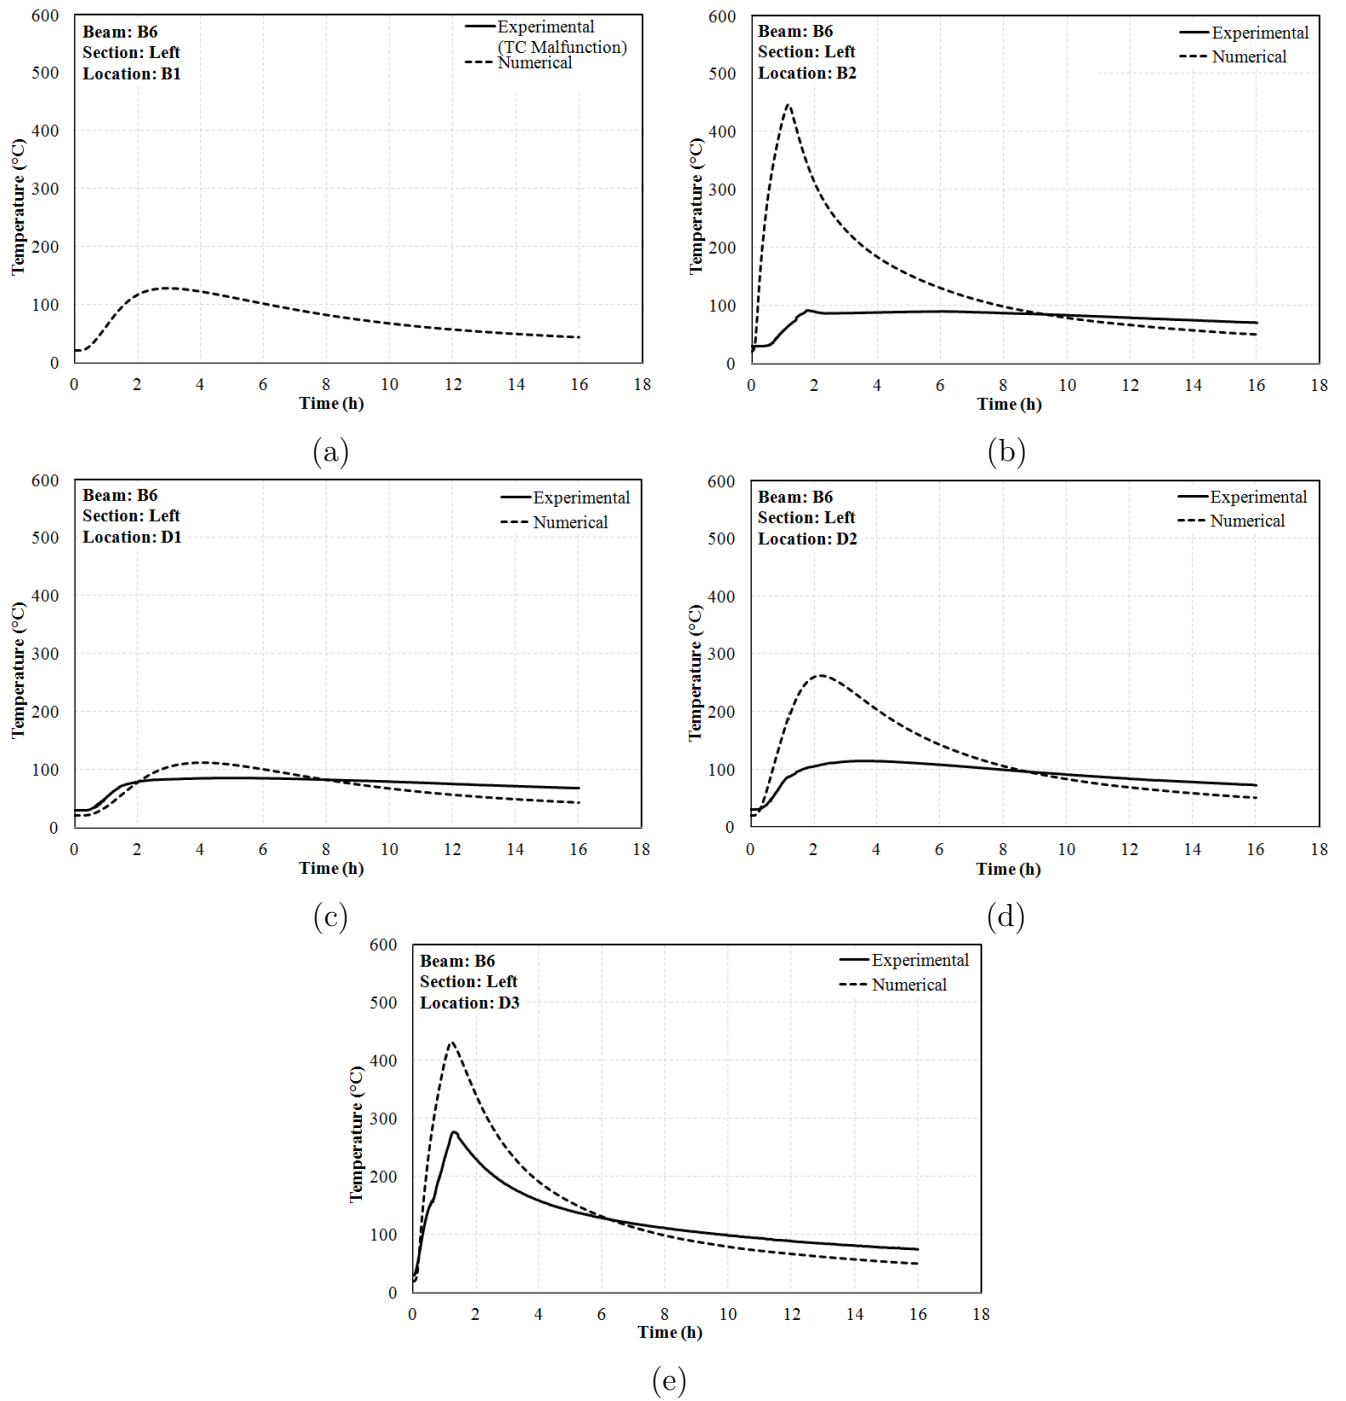 Beam: B6
Section: Left
Location: B1
Experimental
(TC Malfunction)
Numerical
600
500
400
300
200
100
0
Temperature (°C)
0 2 4 6 8 10 12 14 16 18
Time (h)
(a)
Beam: B6
Section: Left
Location: B2
Experimental
Numerical
600
500
400
300
200
100
0
Temperature (°C)
0 2 4 6 8 10 12 14 16 18
Time (h)
(b)
Beam: B6
Section: Left
Location: D1
Experimental
Numerical
600
500
400
300
200
100
0
Temperature (°C)
0 2 4 6 8 10 12 14 16 18
Time (h)
(c)
Beam: B6
Section: Left
Location: D2
Experimental
Numerical
600
500
400
300
200
100
0
Temperature (°C)
0 2 4 6 8 10 12 14 16 18
Time (h)
(d)
Beam: B6
Section: Left
Location: D3
Experimental
Numerical
600
500
400
300
200
100
0
Temperature (°C)
0 2 4 6 8 10 12 14 16 18
Time (h)
(e)